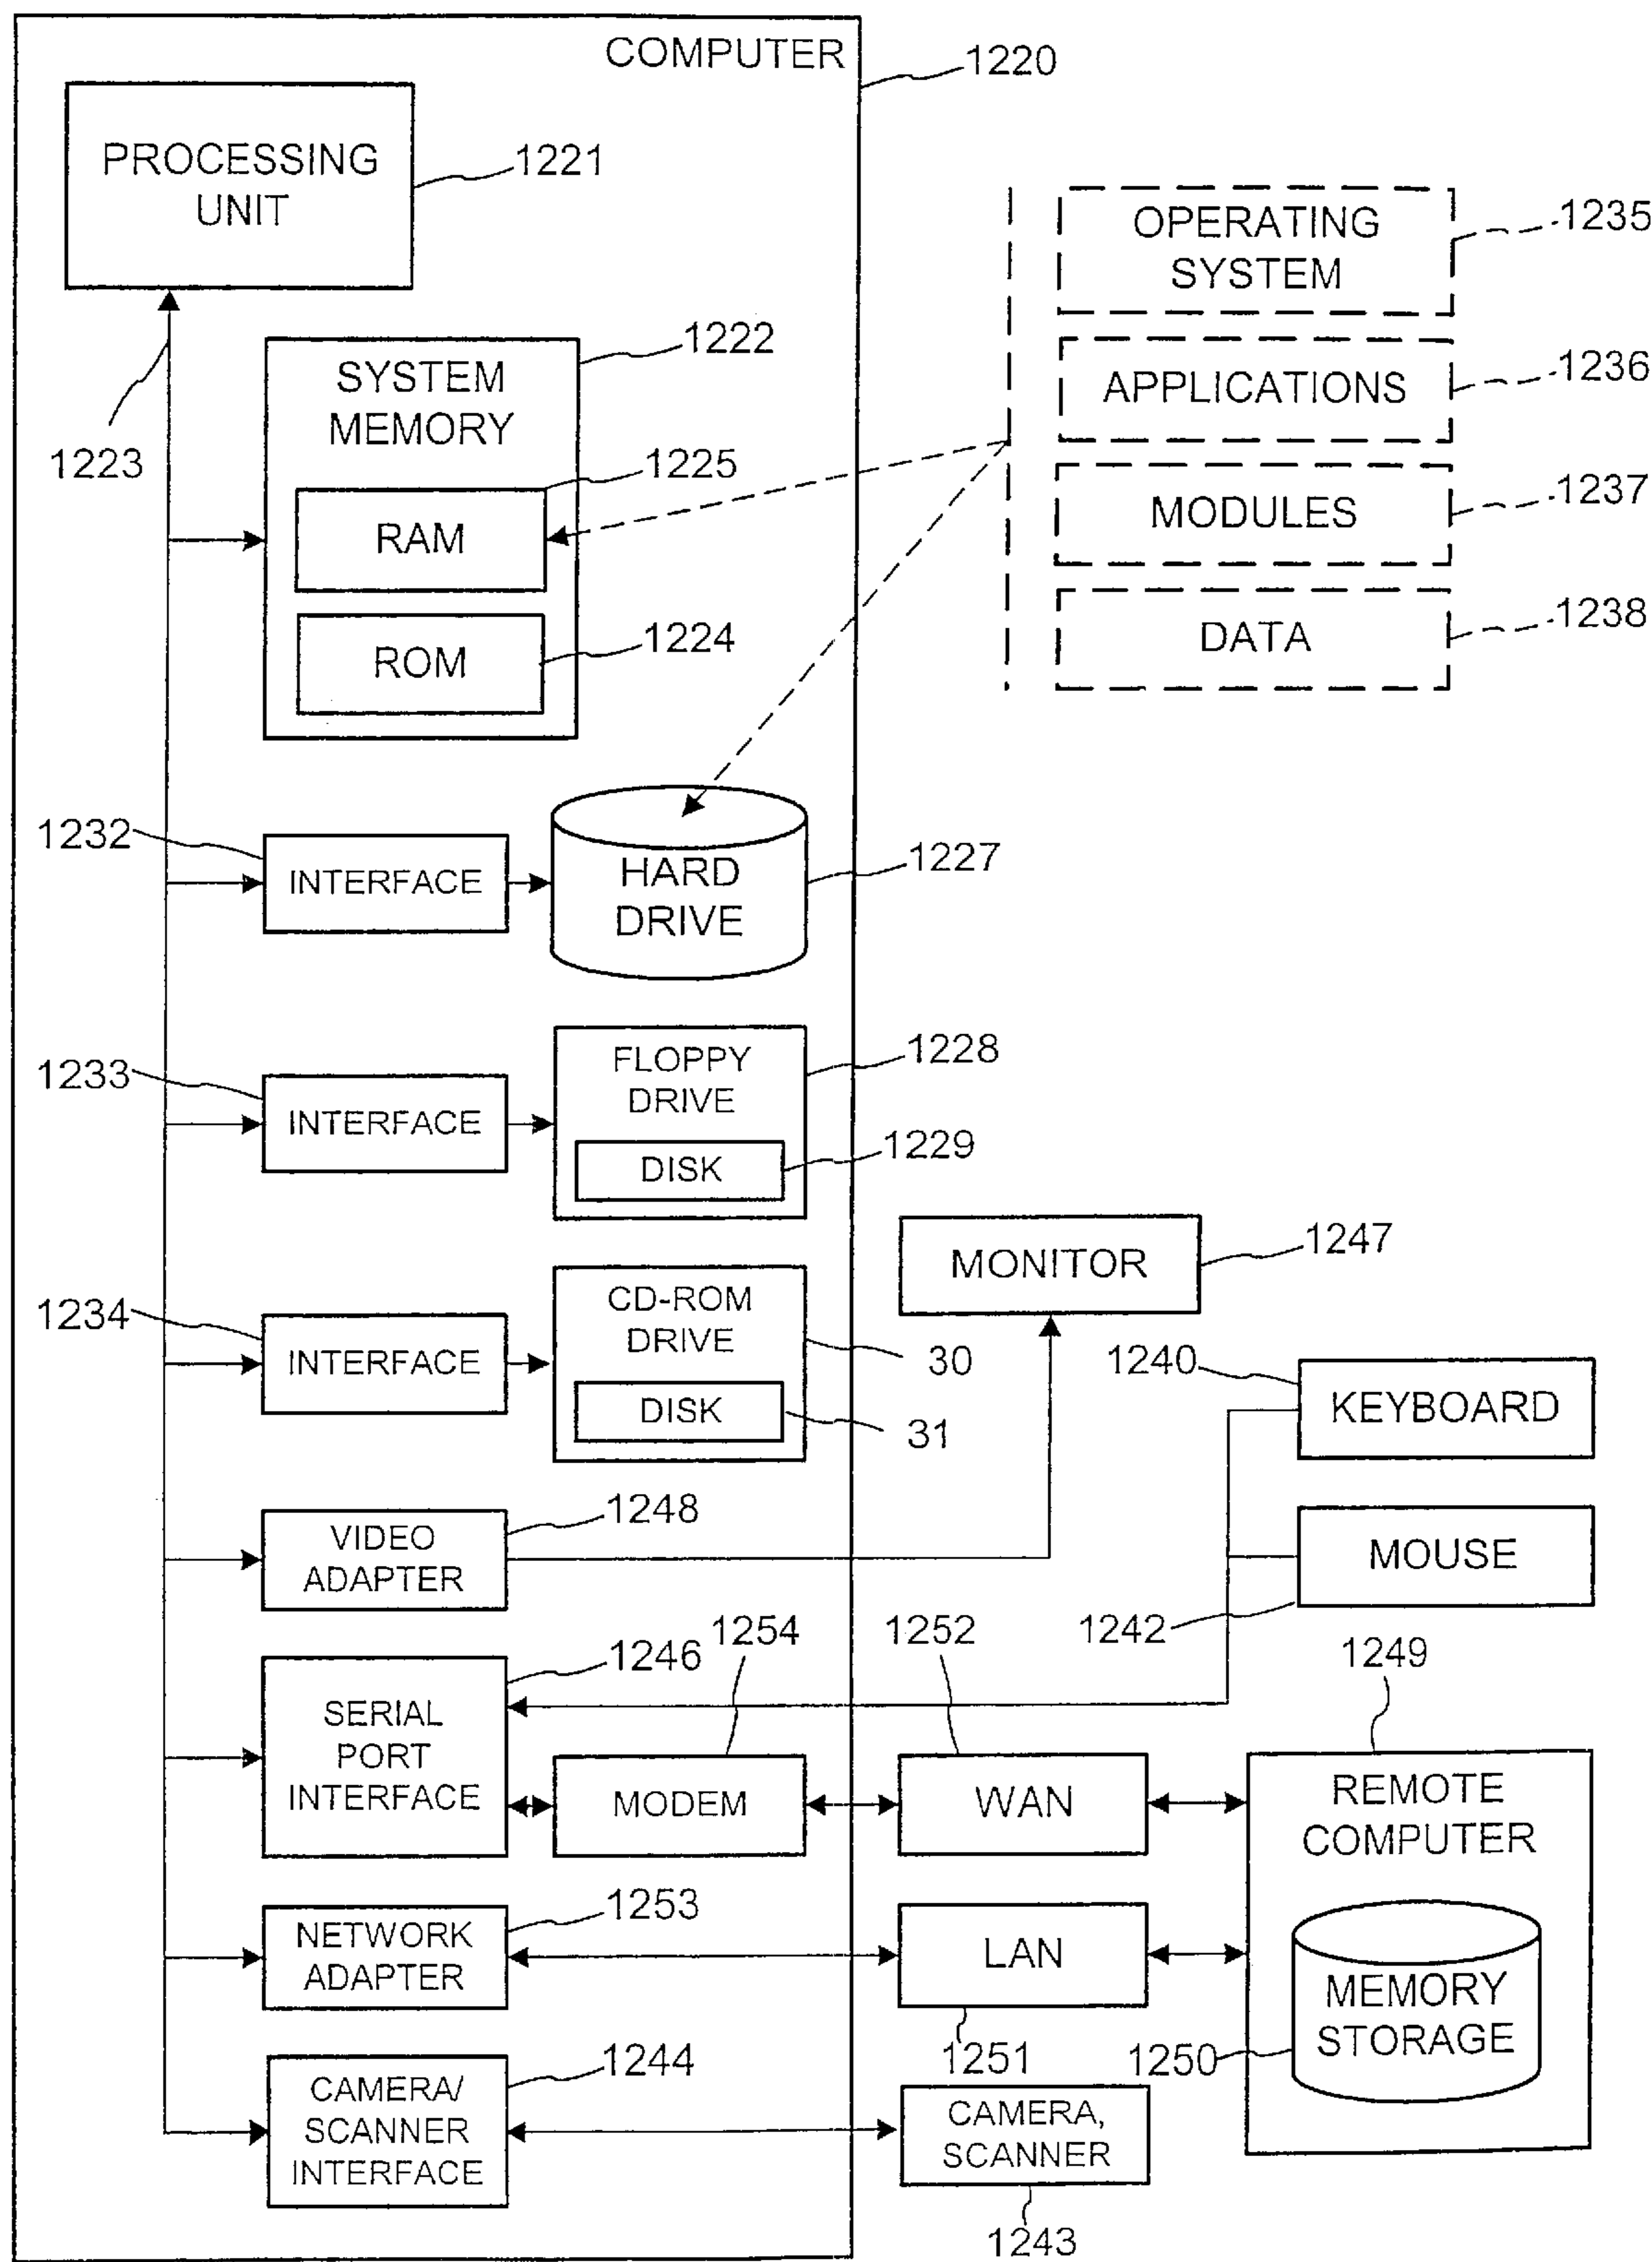 COMPUTER
1220
PROCESSING
UNIT
1221
1223
SYSTEM
MEMORY
1222
1225
RAM
1224
ROM
OPERATING
SYSTEM
1235
APPLICATIONS
1236
MODULES
1237
DATA
1238
1232
INTERFACE
HARD
DRIVE
1227
1233
INTERFACE
FLOPPY
DRIVE
1228
DISK
1229
1234
INTERFACE
CD-ROM
DRIVE
30
DISK
31
MONITOR
1247
1240
KEYBOARD
MOUSE
1242
VIDEO
ADAPTER
1248
1246
SERIAL
PORT
INTERFACE
1254
MODEM
1252
WAN
1249
REMOTE
COMPUTER
MEMORY
STORAGE
1250
1253
NETWORK
ADAPTER
LAN
1251
1244
CAMERA/
SCANNER
INTERFACE
CAMERA,
SCANNER
1243